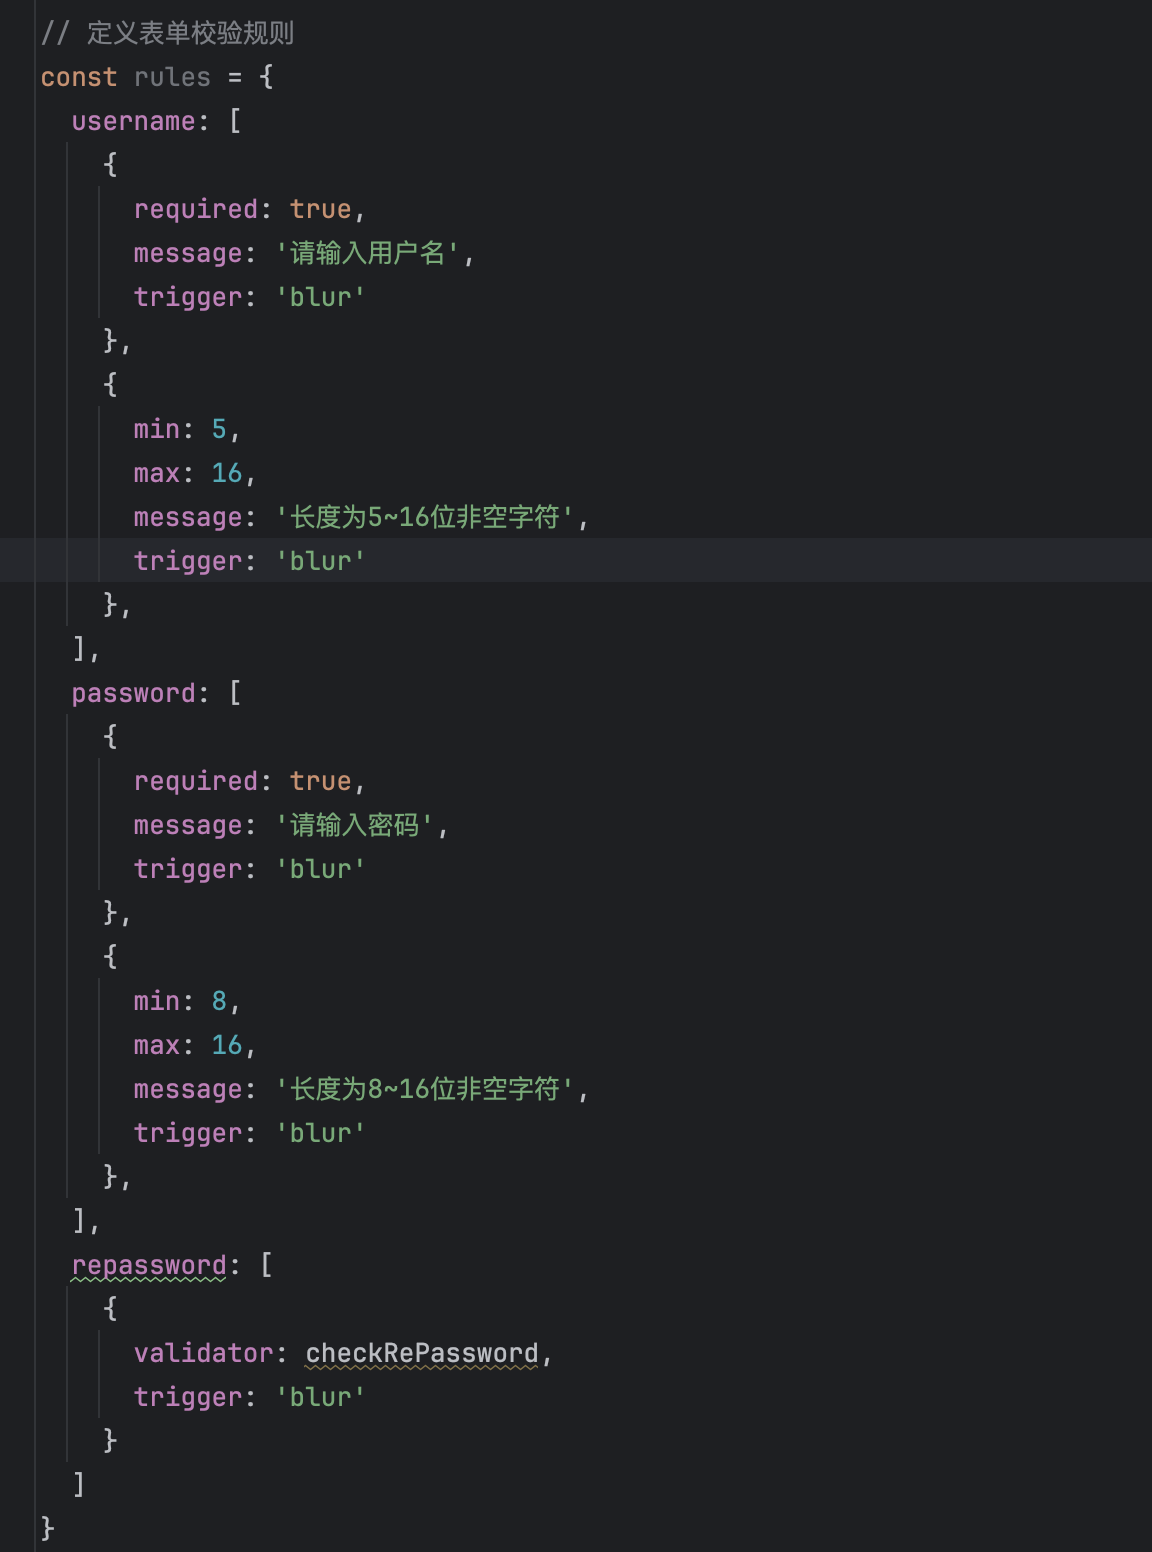 // 定义表单校验规则
const rules = {
  username: [
    {
      required: true,
      message: '请输入用户名',
      trigger: 'blur'
    },
    {
      min: 5,
      max: 16,
      message: '长度为5~16位非空字符',
      trigger: 'blur'
    },
  ],
  password: [
    {
      required: true,
      message: '请输入密码',
      trigger: 'blur'
    },
    {
      min: 8,
      max: 16,
      message: '长度为8~16位非空字符',
      trigger: 'blur'
    },
  ],
  repassword: [
    {
      validator: checkRePassword,
      trigger: 'blur'
    }
  ]
}